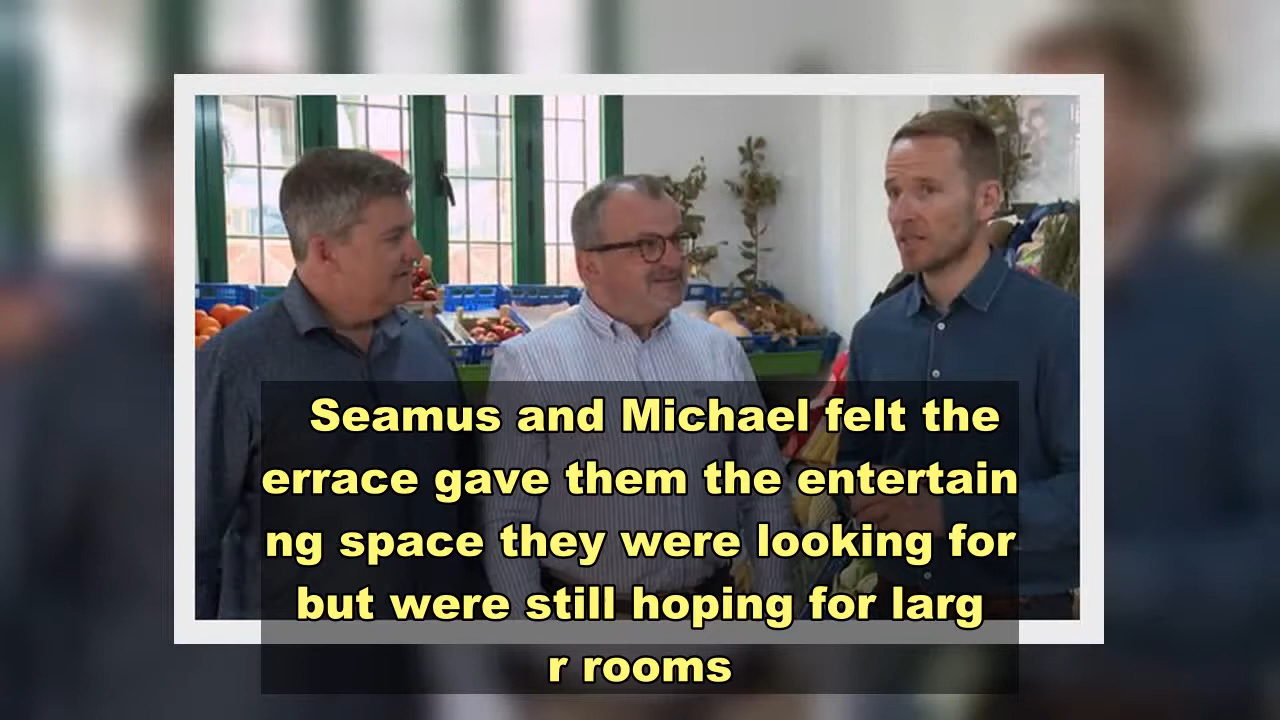 Seamus and Michael felt the
errace gave them the entertain
ng space they were looking for
but were still hoping for larg
r rooms